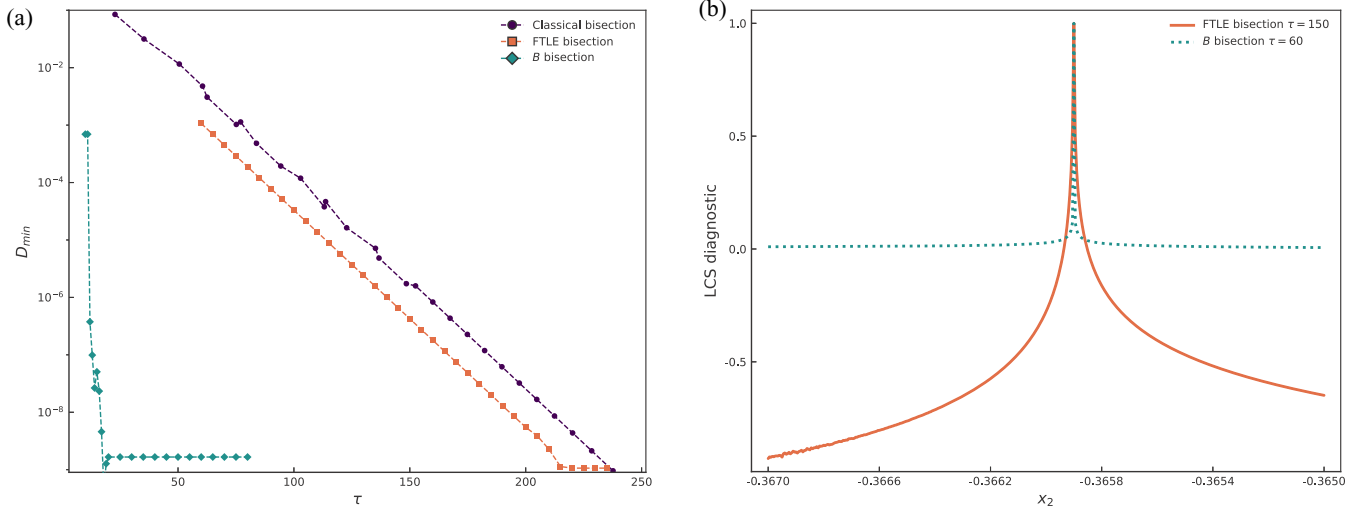 (a)
Classical bisection
FTLE bisection
B bisection
10⁻²
10⁻⁴
10⁻⁶
10⁻⁸
D_min
50
100
150
200
250
τ
(b)
FTLE bisection τ = 150
B bisection τ = 60
1.0
0.5
0.0
-0.5
LCS diagnostic
-0.3670
-0.3666
-0.3662
-0.3658
-0.3654
-0.3650
x₂